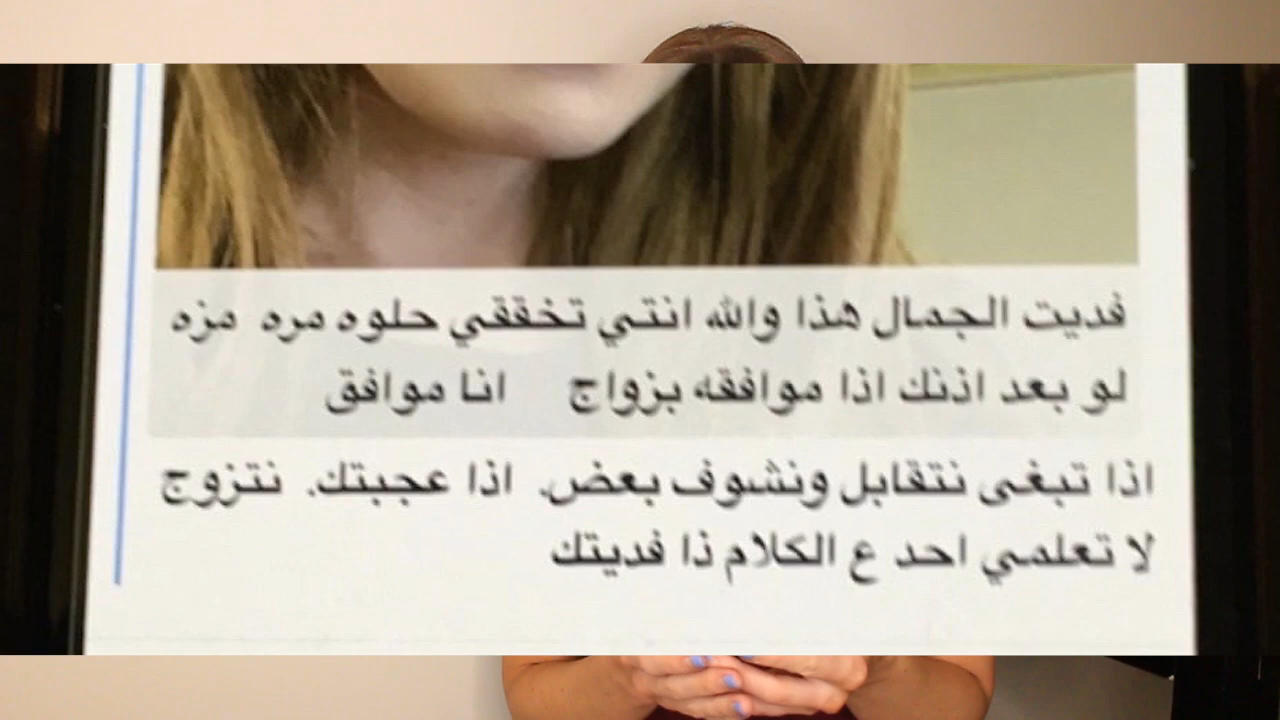 فديت الجمال هذا والله انتي تخققي حلوه مره مزه
لو بعد اذنك اذا موافقه بزواج انا موافق
اذا تبغى نتقابل ونشوف بعض. اذا عجبتك. نتزوج
لا تعلمي احد ع الكلام ذا فديتك